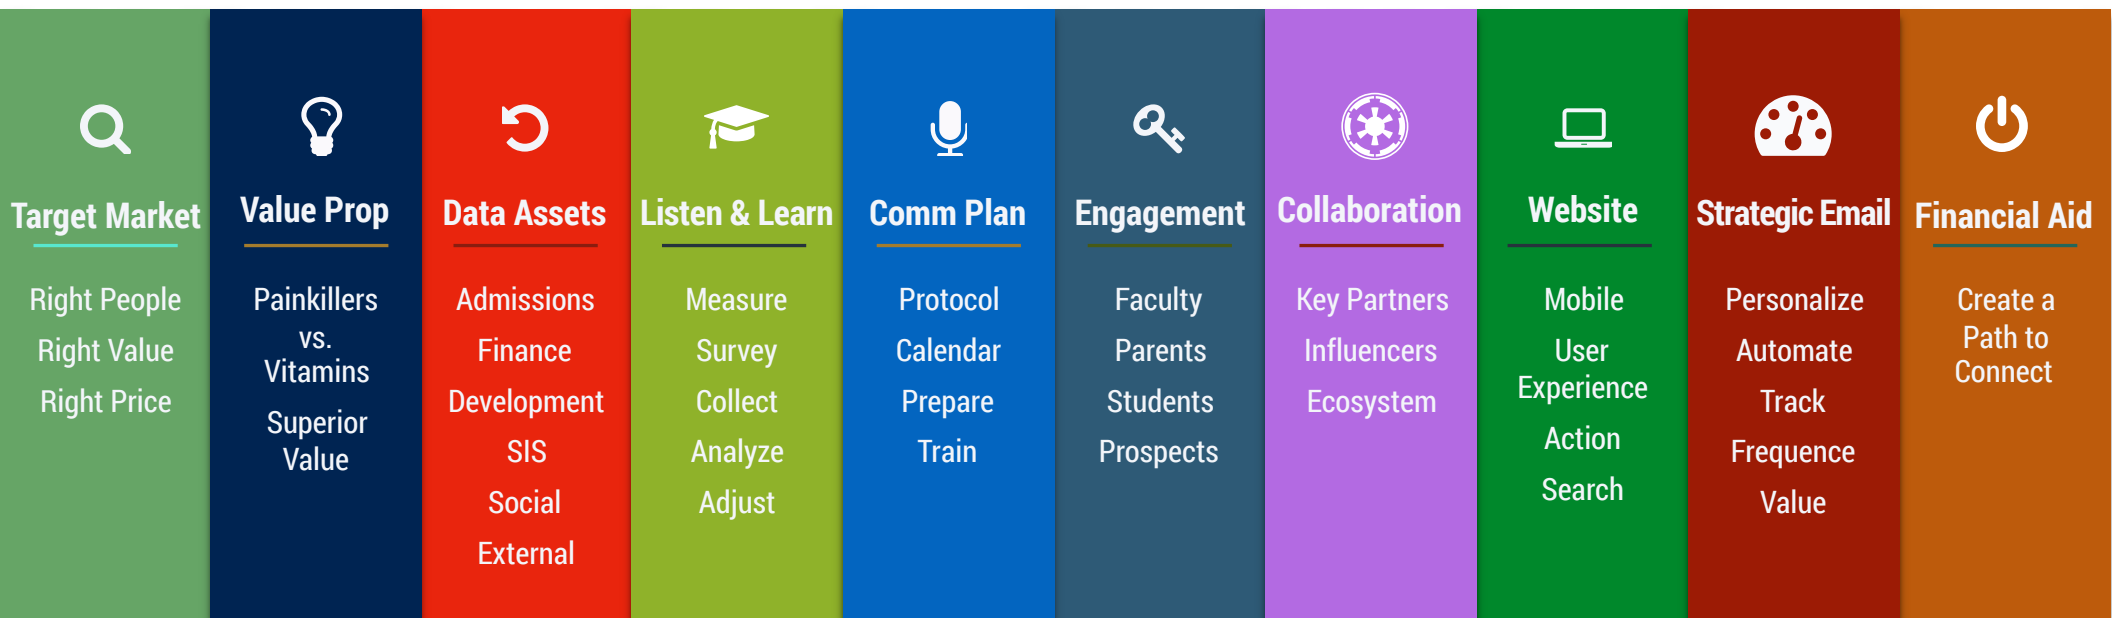 Target Market
Right People
Right Value
Right Price
Value Prop
Painkillers
vs.
Vitamins
Superior
Value
Data Assets
Admissions
Finance
Development
SIS
Social
External
Listen & Learn
Measure
Survey
Collect
Analyze
Adjust
Comm Plan
Protocol
Calendar
Prepare
Train
Engagement
Faculty
Parents
Students
Prospects
Collaboration
Key Partners
Influencers
Ecosystem
Website
Mobile
User
Experience
Action
Search
Strategic Email
Personalize
Automate
Track
Frequence
Value
Financial Aid
Create a
Path to
Connect